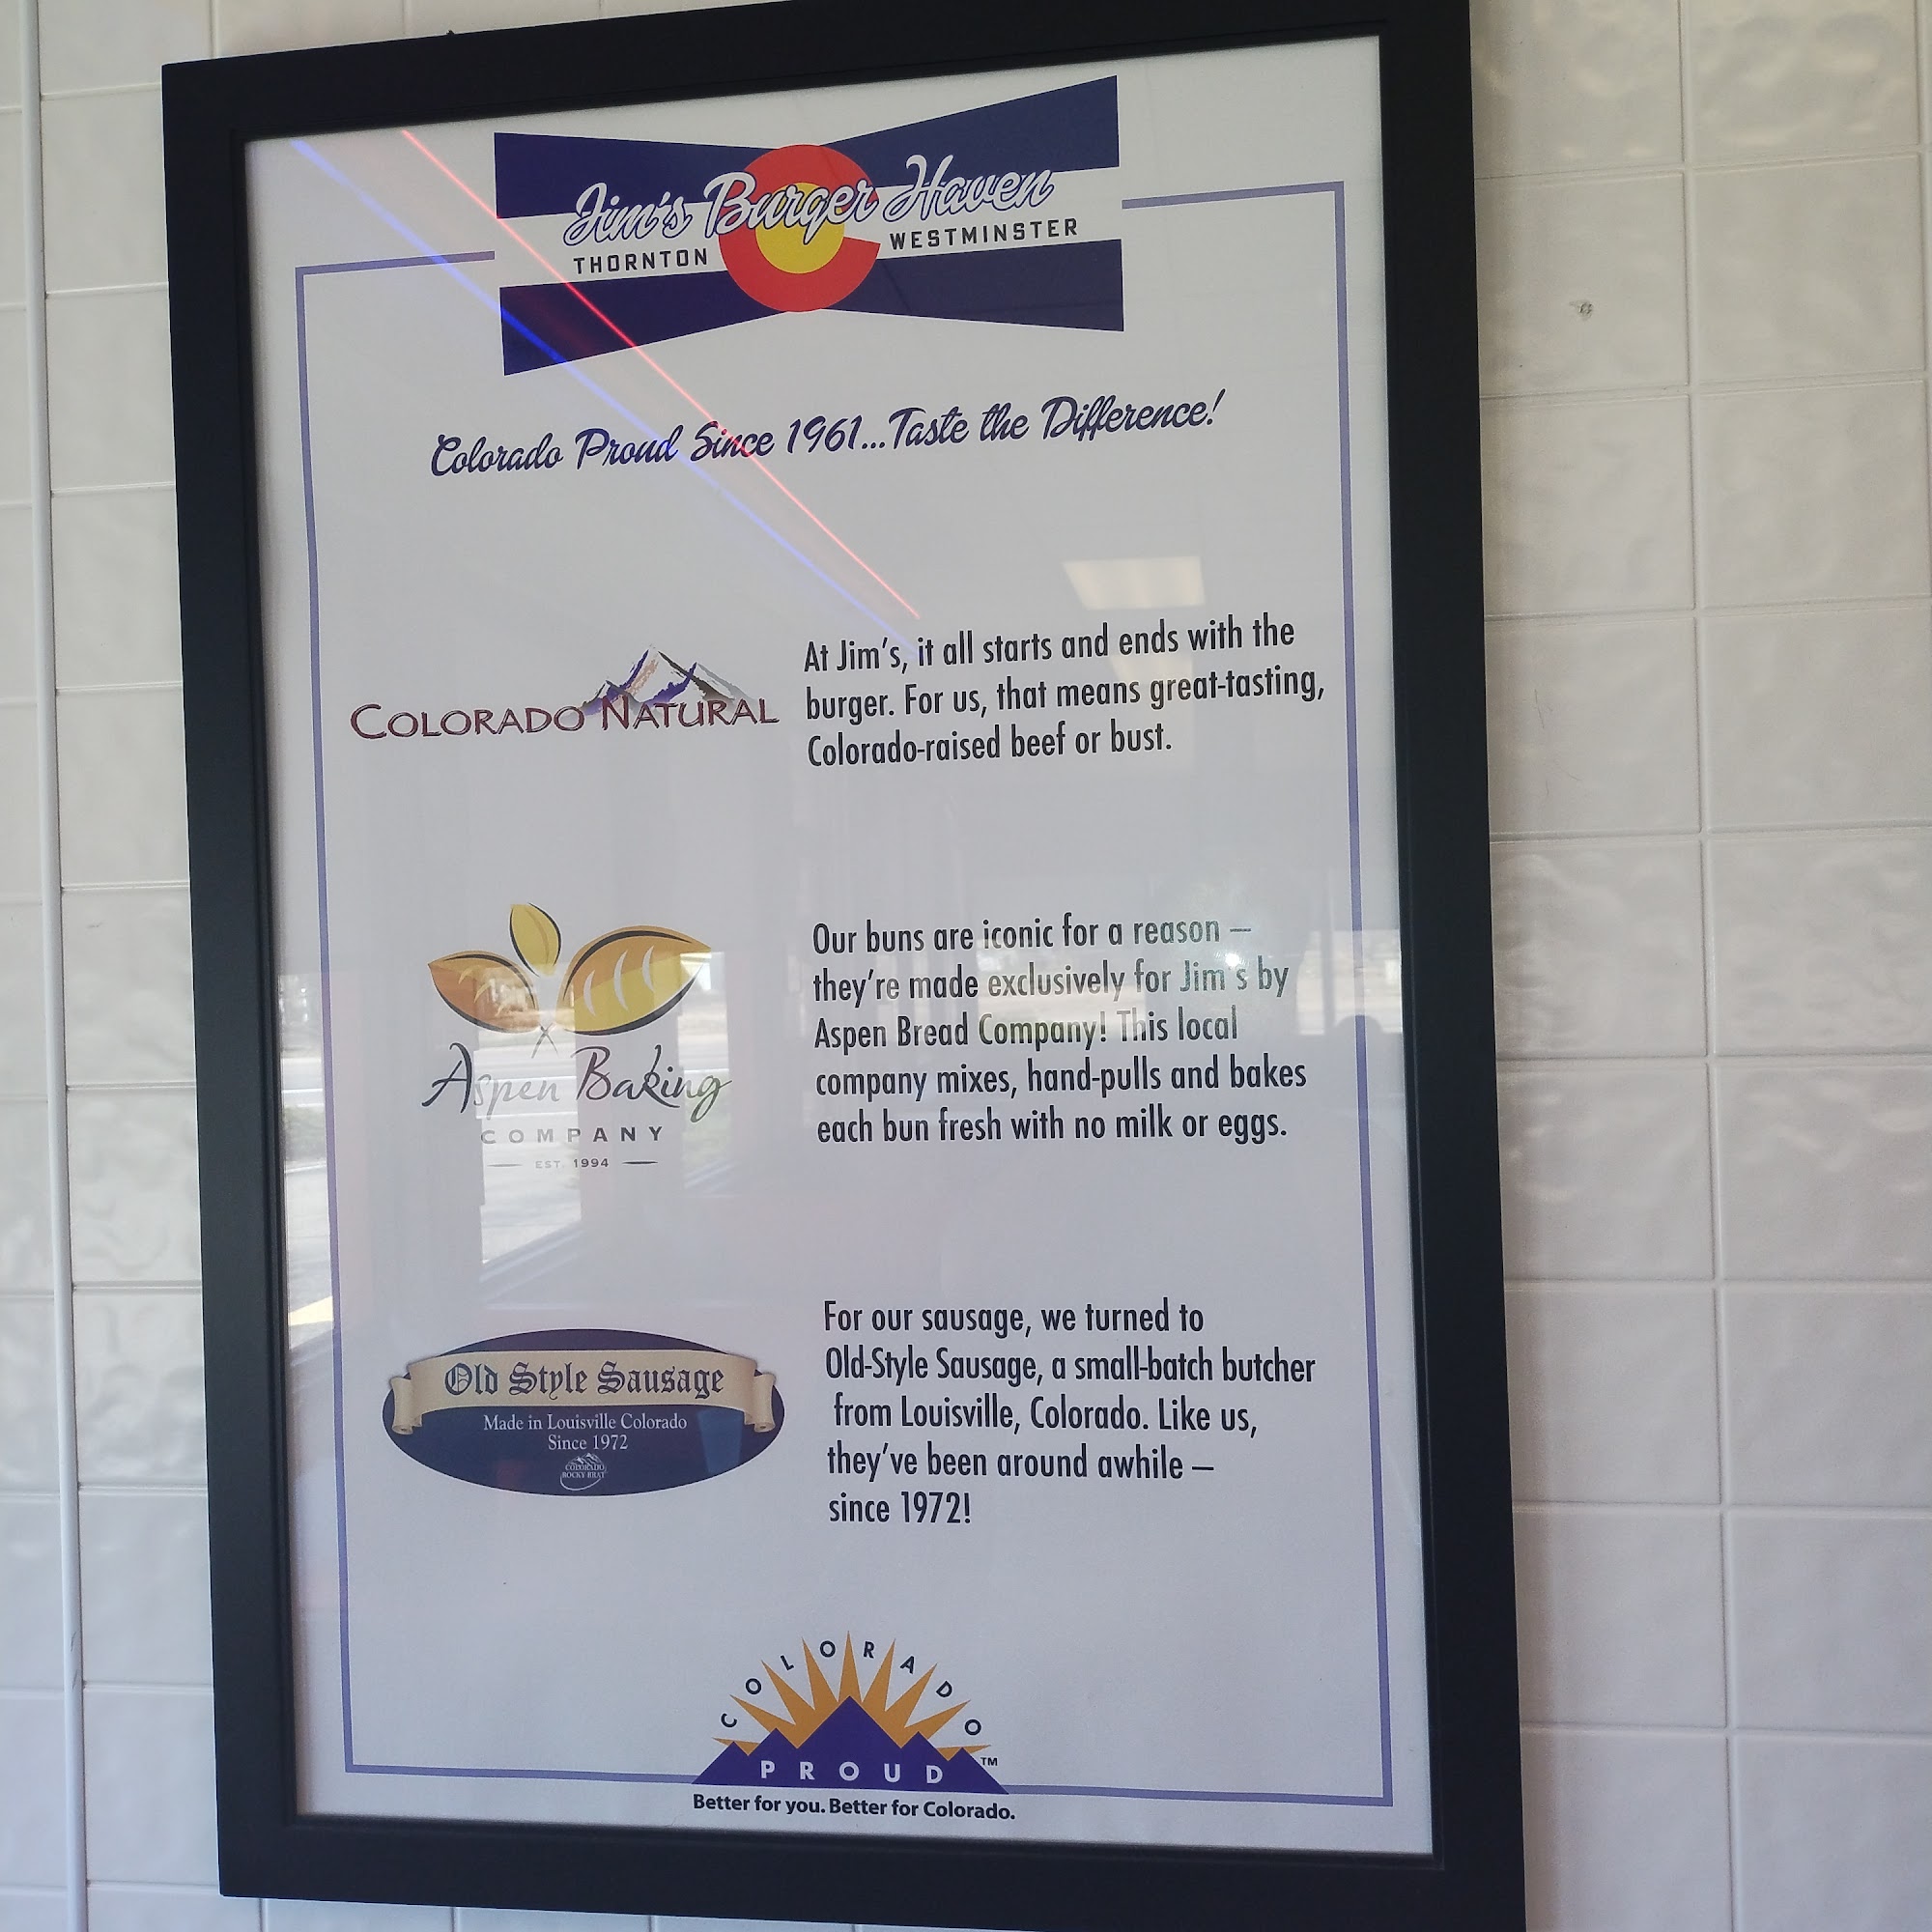 Jim's Burger Haven
THORNTON WESTMINSTER
Colorado Proud Since 1961...Taste the Difference!
COLORADO NATURAL
At Jim's, it all starts and ends with the
burger. For us, that means great-tasting,
Colorado-raised beef or bust.
Aspen Baking
COMPANY
EST. 1994
Our buns are iconic for a reason –
they're made exclusively for Jim's by
Aspen Bread Company! This local
company mixes, hand-pulls and bakes
each bun fresh with no milk or eggs.
Old Style Sausage
Made in Louisville Colorado
Since 1972
COLORADO
ROCKY BRAT
For our sausage, we turned to
Old-Style Sausage, a small-batch butcher
from Louisville, Colorado. Like us,
they've been around awhile –
since 1972!
COLORADO
PROUD™
Better for you. Better for Colorado.